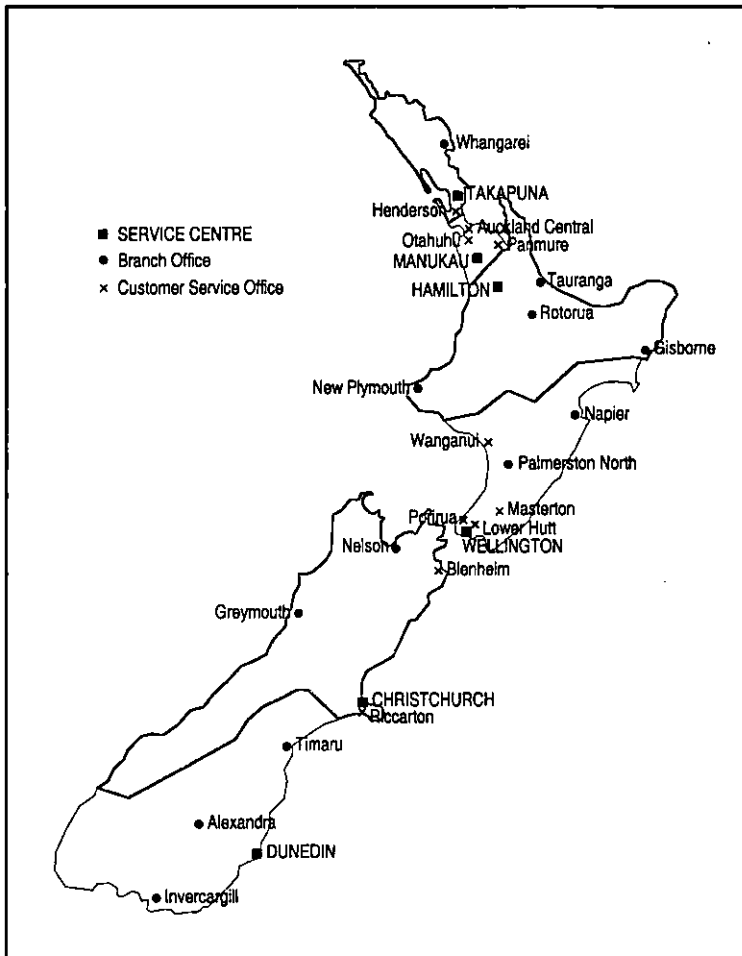 Whangarei
TAKAPUNA
Henderson
Auckland Central
Otahuhu
Panmure
MANUKAU
HAMILTON
■ SERVICE CENTRE
● Branch Office
× Customer Service Office
Tauranga
Rotorua
Gisborne
New Plymouth
Napier
Wanganui
Palmerston North
Masterton
Porirua
Lower Hutt
WELLINGTON
Nelson
Blenheim
Greymouth
CHRISTCHURCH
Riccarton
Timaru
Alexandra
DUNEDIN
Invercargill